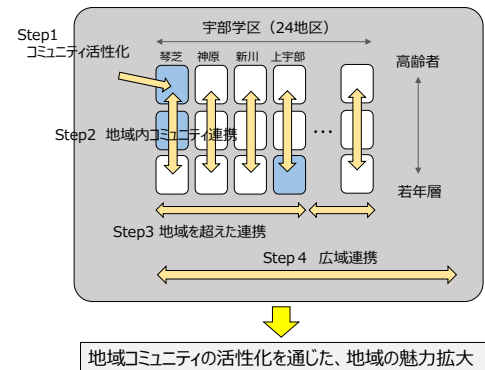 Step1
コミュニティ活性化
宇部学区（24地区）
琴芝 神原 新川 上宇部
高齢者
Step2 地域内コミュニティ連携
…
若年層
Step3 地域を超えた連携
Step４ 広域連携
地域コミュニティの活性化を通じた、地域の魅力拡大